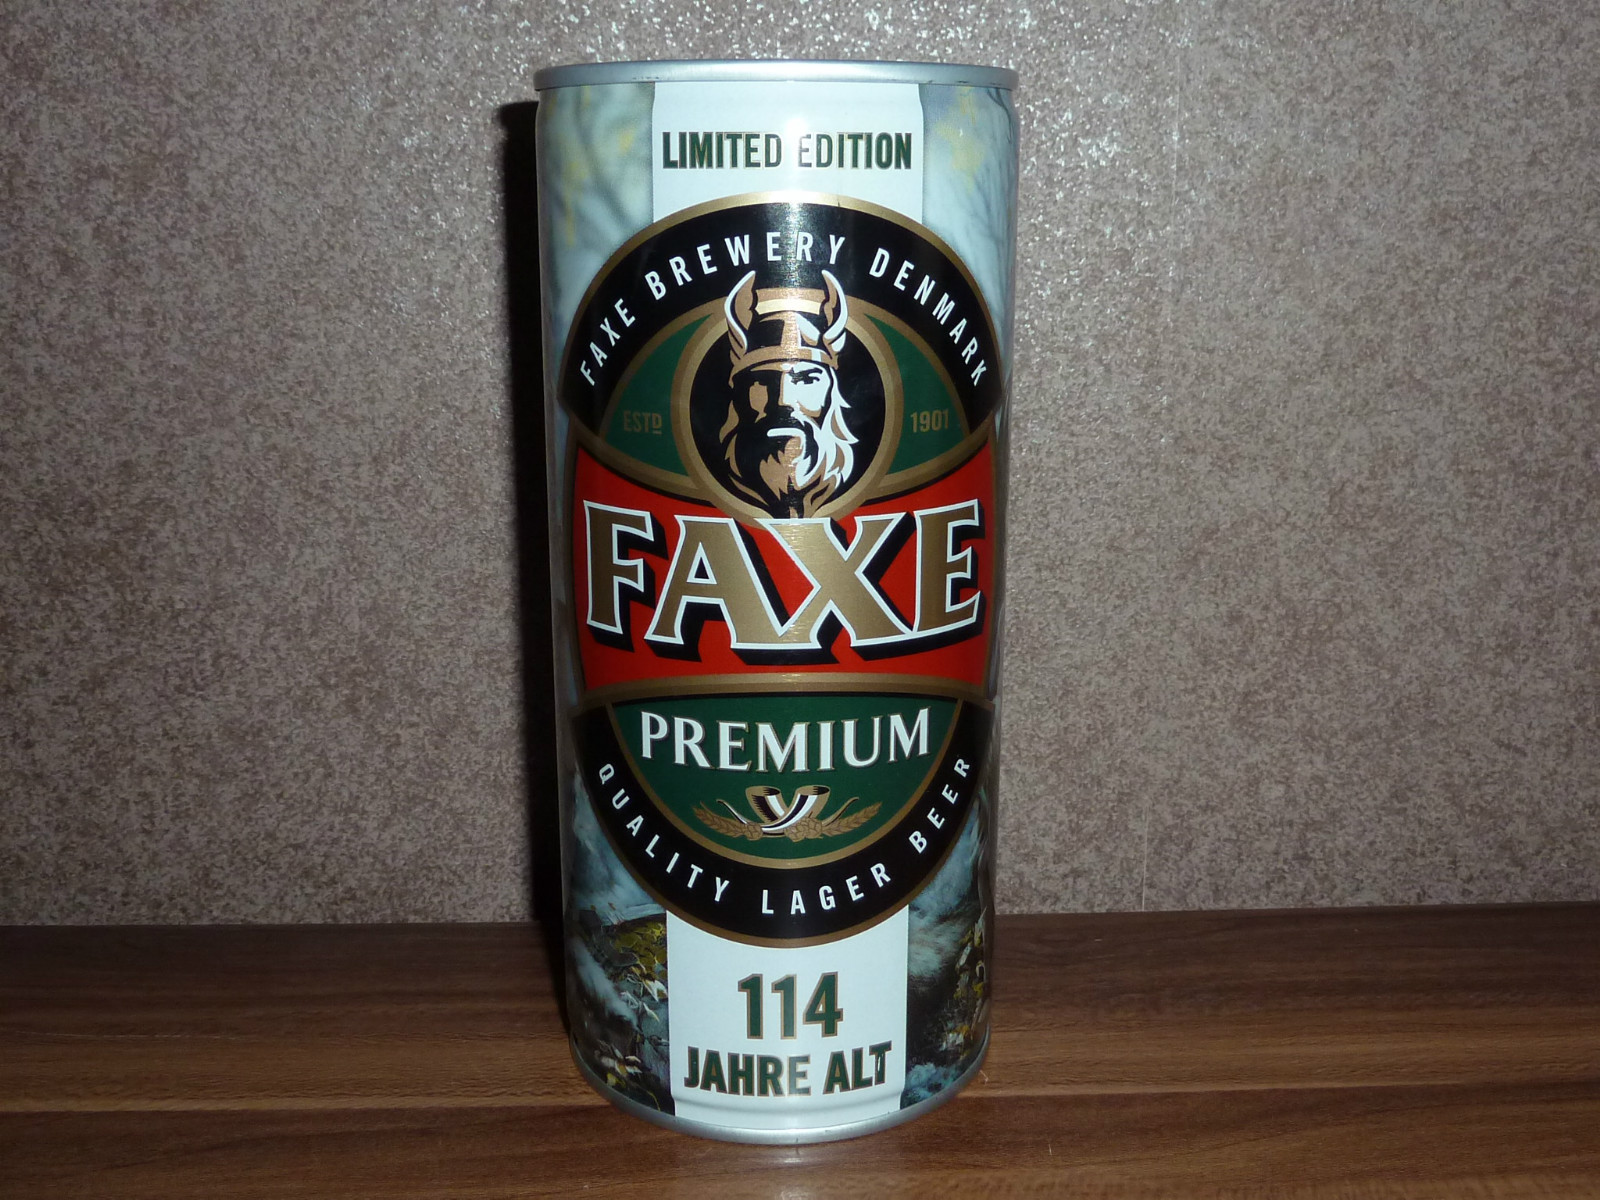 LIMITED EDITION
FAXE BREWERY DENMARK
ESTD 1901
FAXE
PREMIUM
QUALITY LAGER BEER
114
JAHRE ALT